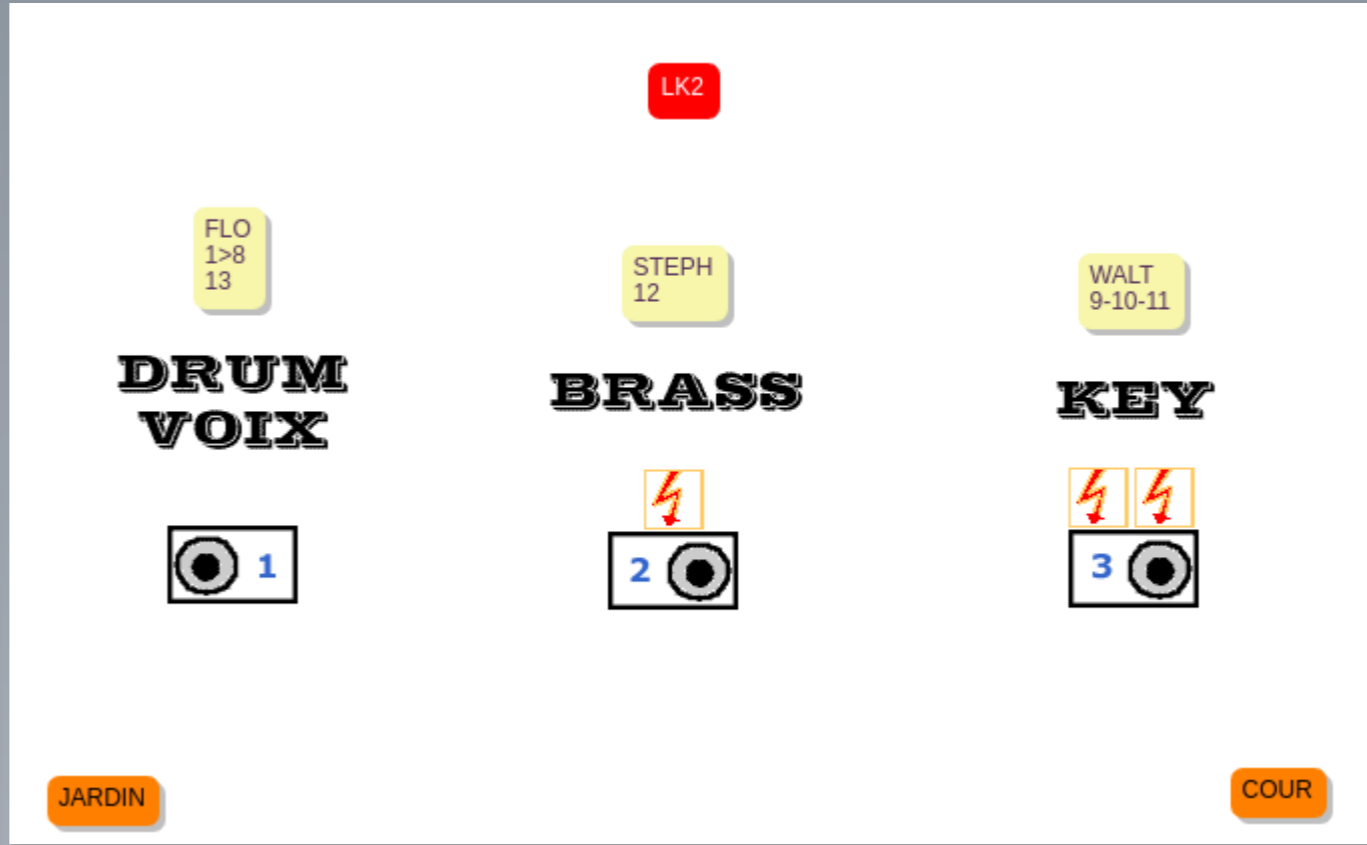 LK2
FLO
1>8
13
STEPH
12
WALT
9-10-11
DRUM
VOIX
BRASS
KEY
1
2
3
JARDIN
COUR